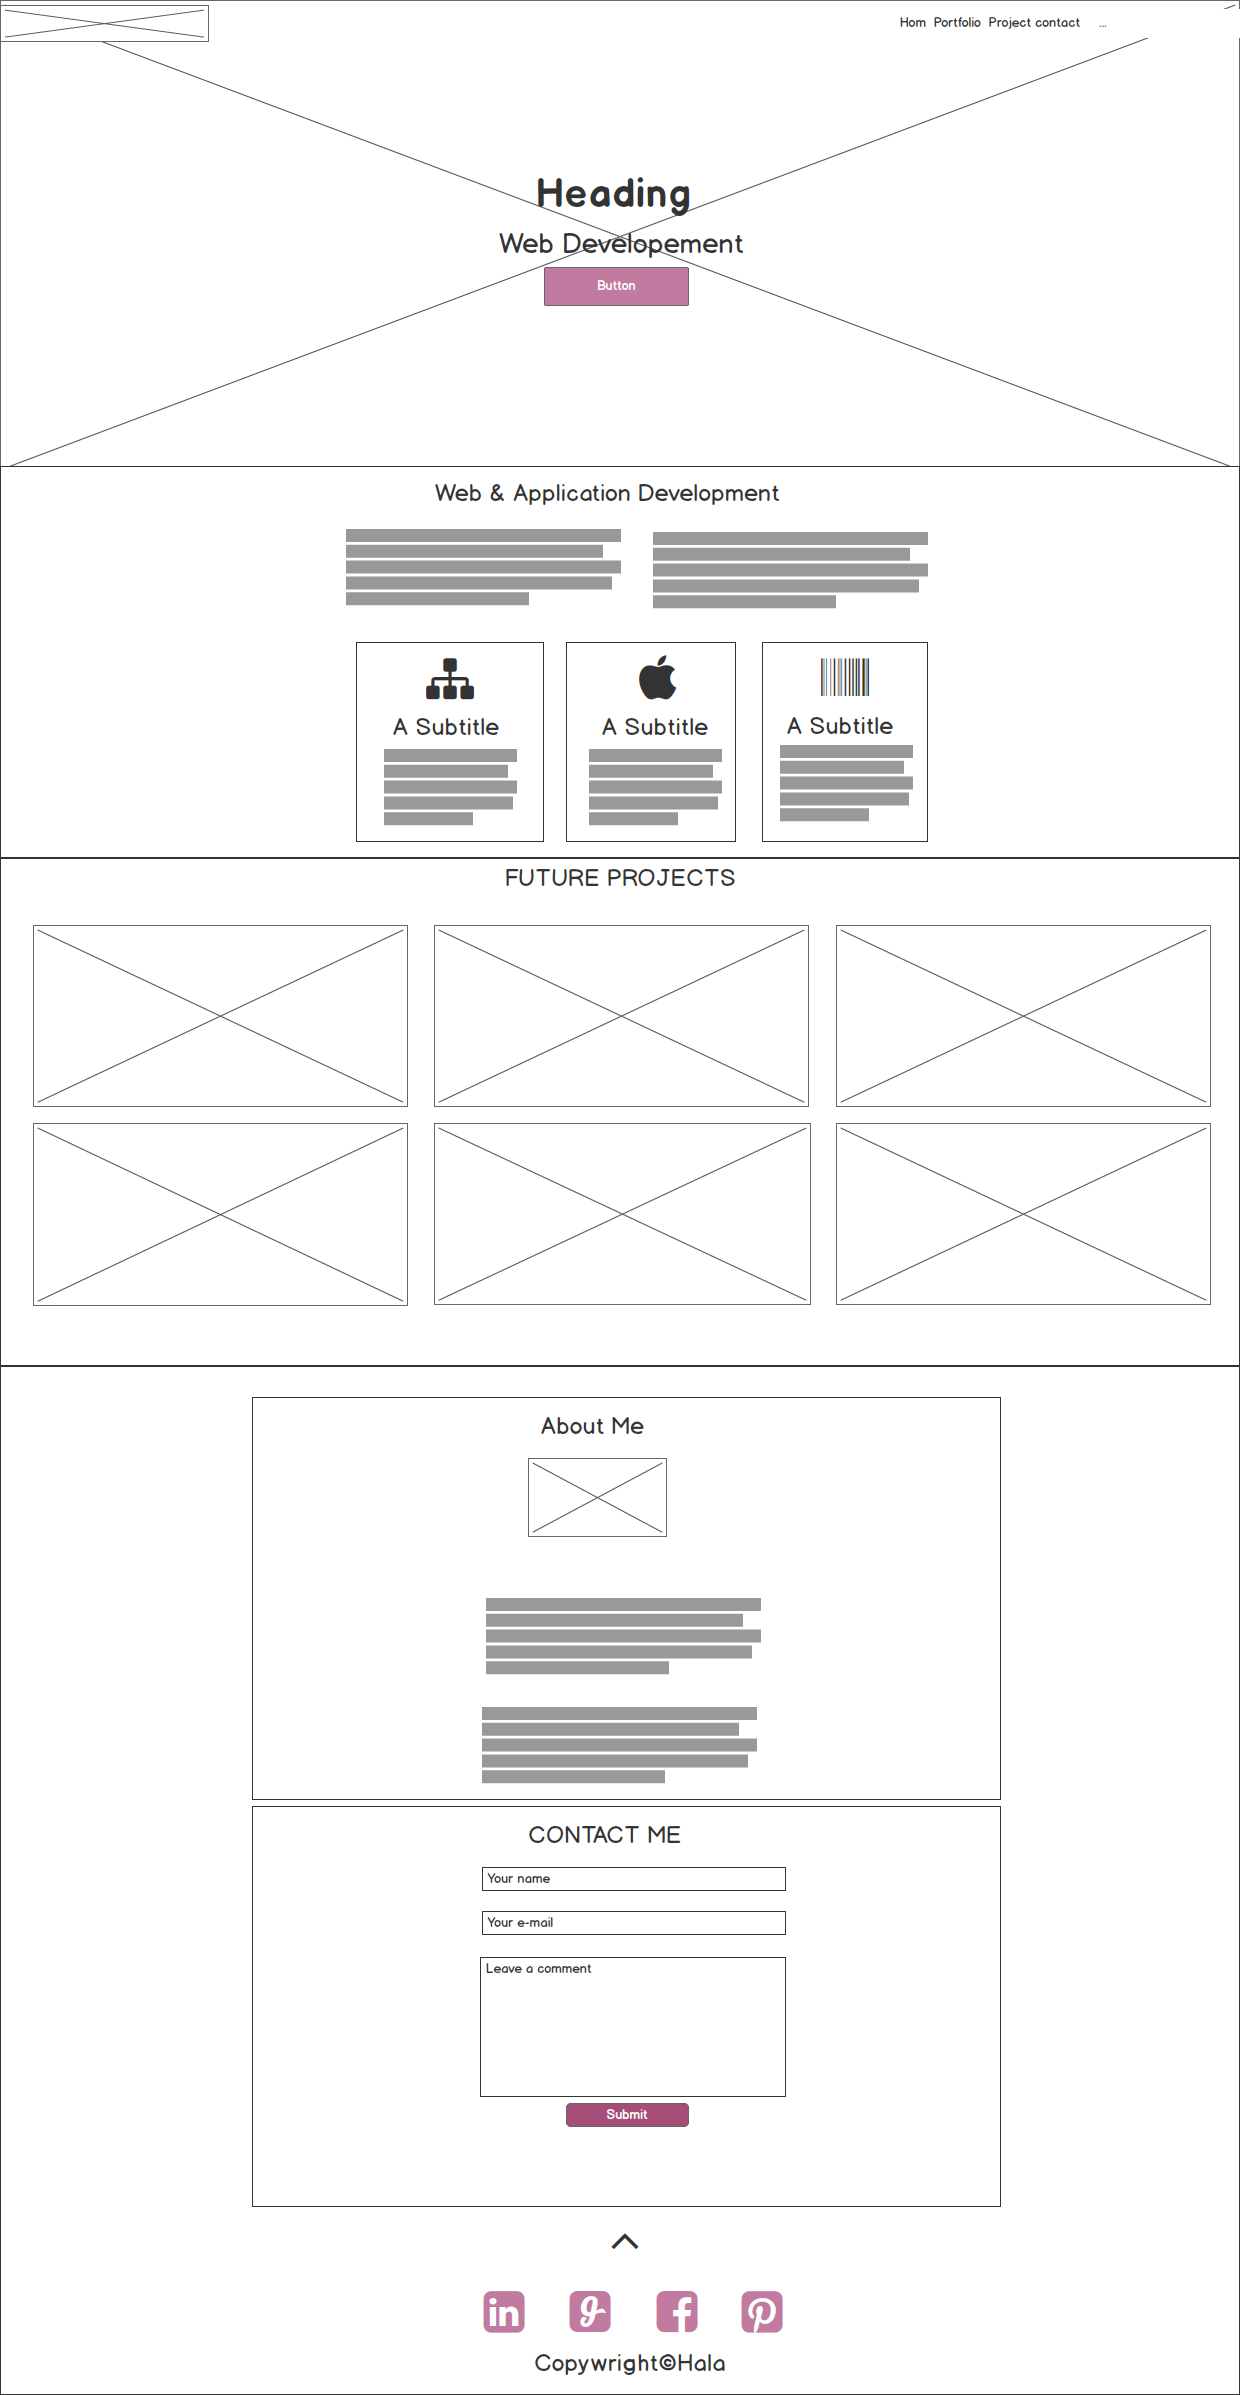 Hom Portfolio Project contact ...
Heading
Web Developement
Button
Web & Application Development
A Subtitle
A Subtitle
A Subtitle
FUTURE PROJECTS
About Me
CONTACT ME
Your name
Your e-mail
Leave a comment
Submit
Copywright©Hala